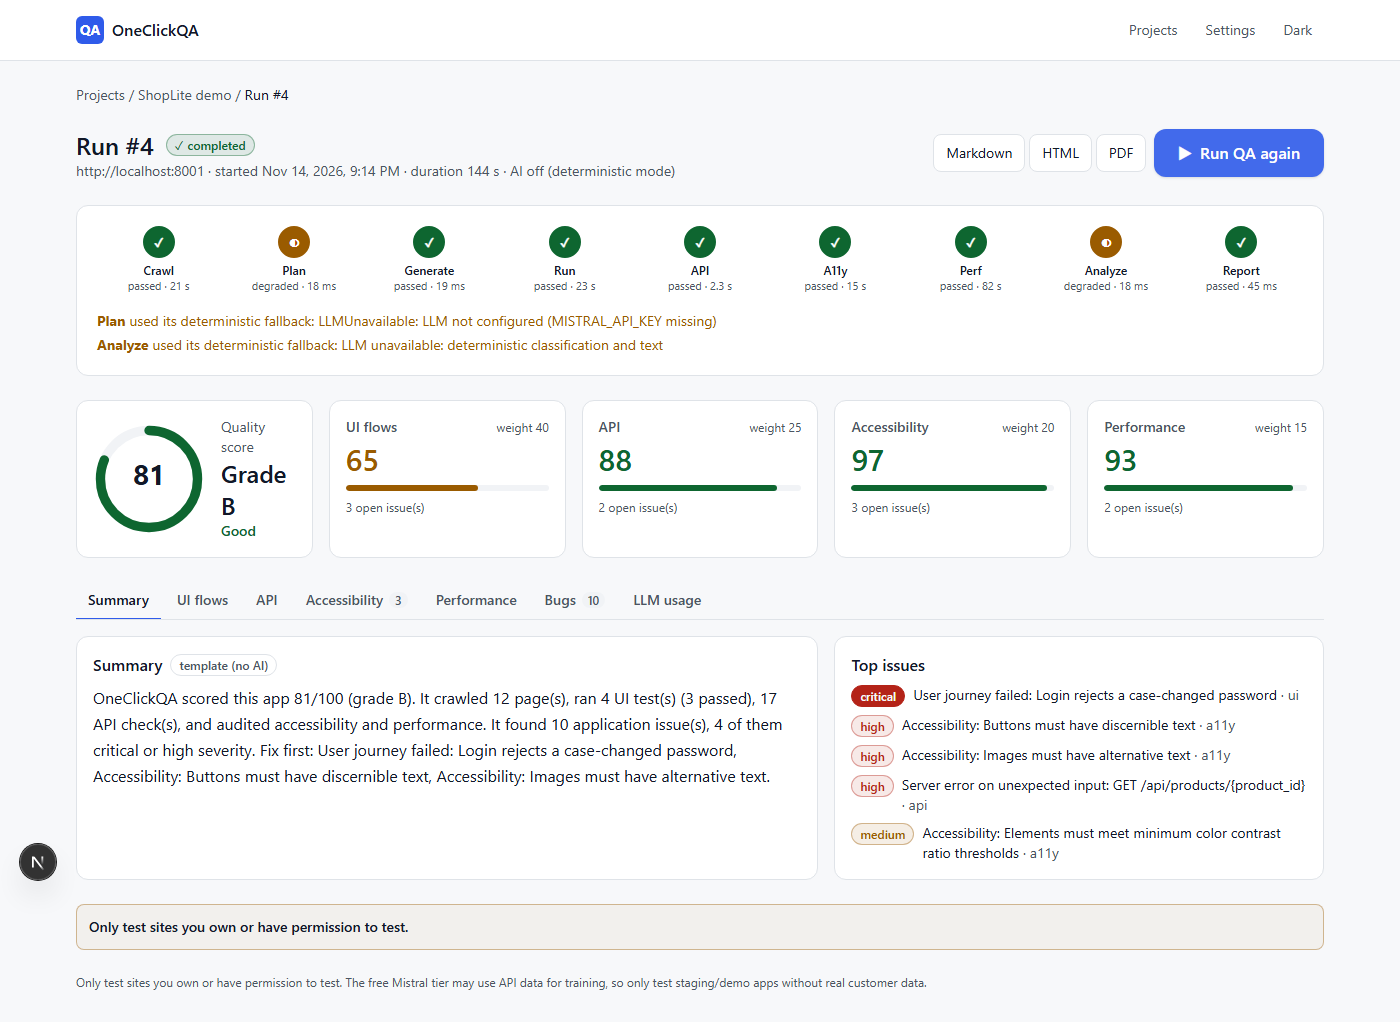 QA OneClickQA
Projects Settings Dark
Projects / ShopLite demo / Run #4
Run #4 ✓ completed
http://localhost:8001 · started Nov 14, 2026, 9:14 PM · duration 144 s · AI off (deterministic mode)
Markdown HTML PDF ▶ Run QA again
Crawl
passed · 21 s
Plan
degraded · 18 ms
Generate
passed · 19 ms
Run
passed · 23 s
API
passed · 2.3 s
A11y
passed · 15 s
Perf
passed · 82 s
Analyze
degraded · 18 ms
Report
passed · 45 ms
Plan used its deterministic fallback: LLMUnavailable: LLM not configured (MISTRAL_API_KEY missing)
Analyze used its deterministic fallback: LLM unavailable: deterministic classification and text
81
Quality
score
Grade
B
Good
UI flows weight 40
65
3 open issue(s)
API weight 25
88
2 open issue(s)
Accessibility weight 20
97
3 open issue(s)
Performance weight 15
93
2 open issue(s)
Summary UI flows API Accessibility 3 Performance Bugs 10 LLM usage
Summary template (no AI)
OneClickQA scored this app 81/100 (grade B). It crawled 12 page(s), ran 4 UI test(s) (3 passed), 17
API check(s), and audited accessibility and performance. It found 10 application issue(s), 4 of them
critical or high severity. Fix first: User journey failed: Login rejects a case-changed password,
Accessibility: Buttons must have discernible text, Accessibility: Images must have alternative text.
Top issues
critical User journey failed: Login rejects a case-changed password · ui
high Accessibility: Buttons must have discernible text · a11y
high Accessibility: Images must have alternative text · a11y
high Server error on unexpected input: GET /api/products/{product_id}
· api
medium Accessibility: Elements must meet minimum color contrast
ratio thresholds · a11y
N
Only test sites you own or have permission to test.
Only test sites you own or have permission to test. The free Mistral tier may use API data for training, so only test staging/demo apps without real customer data.